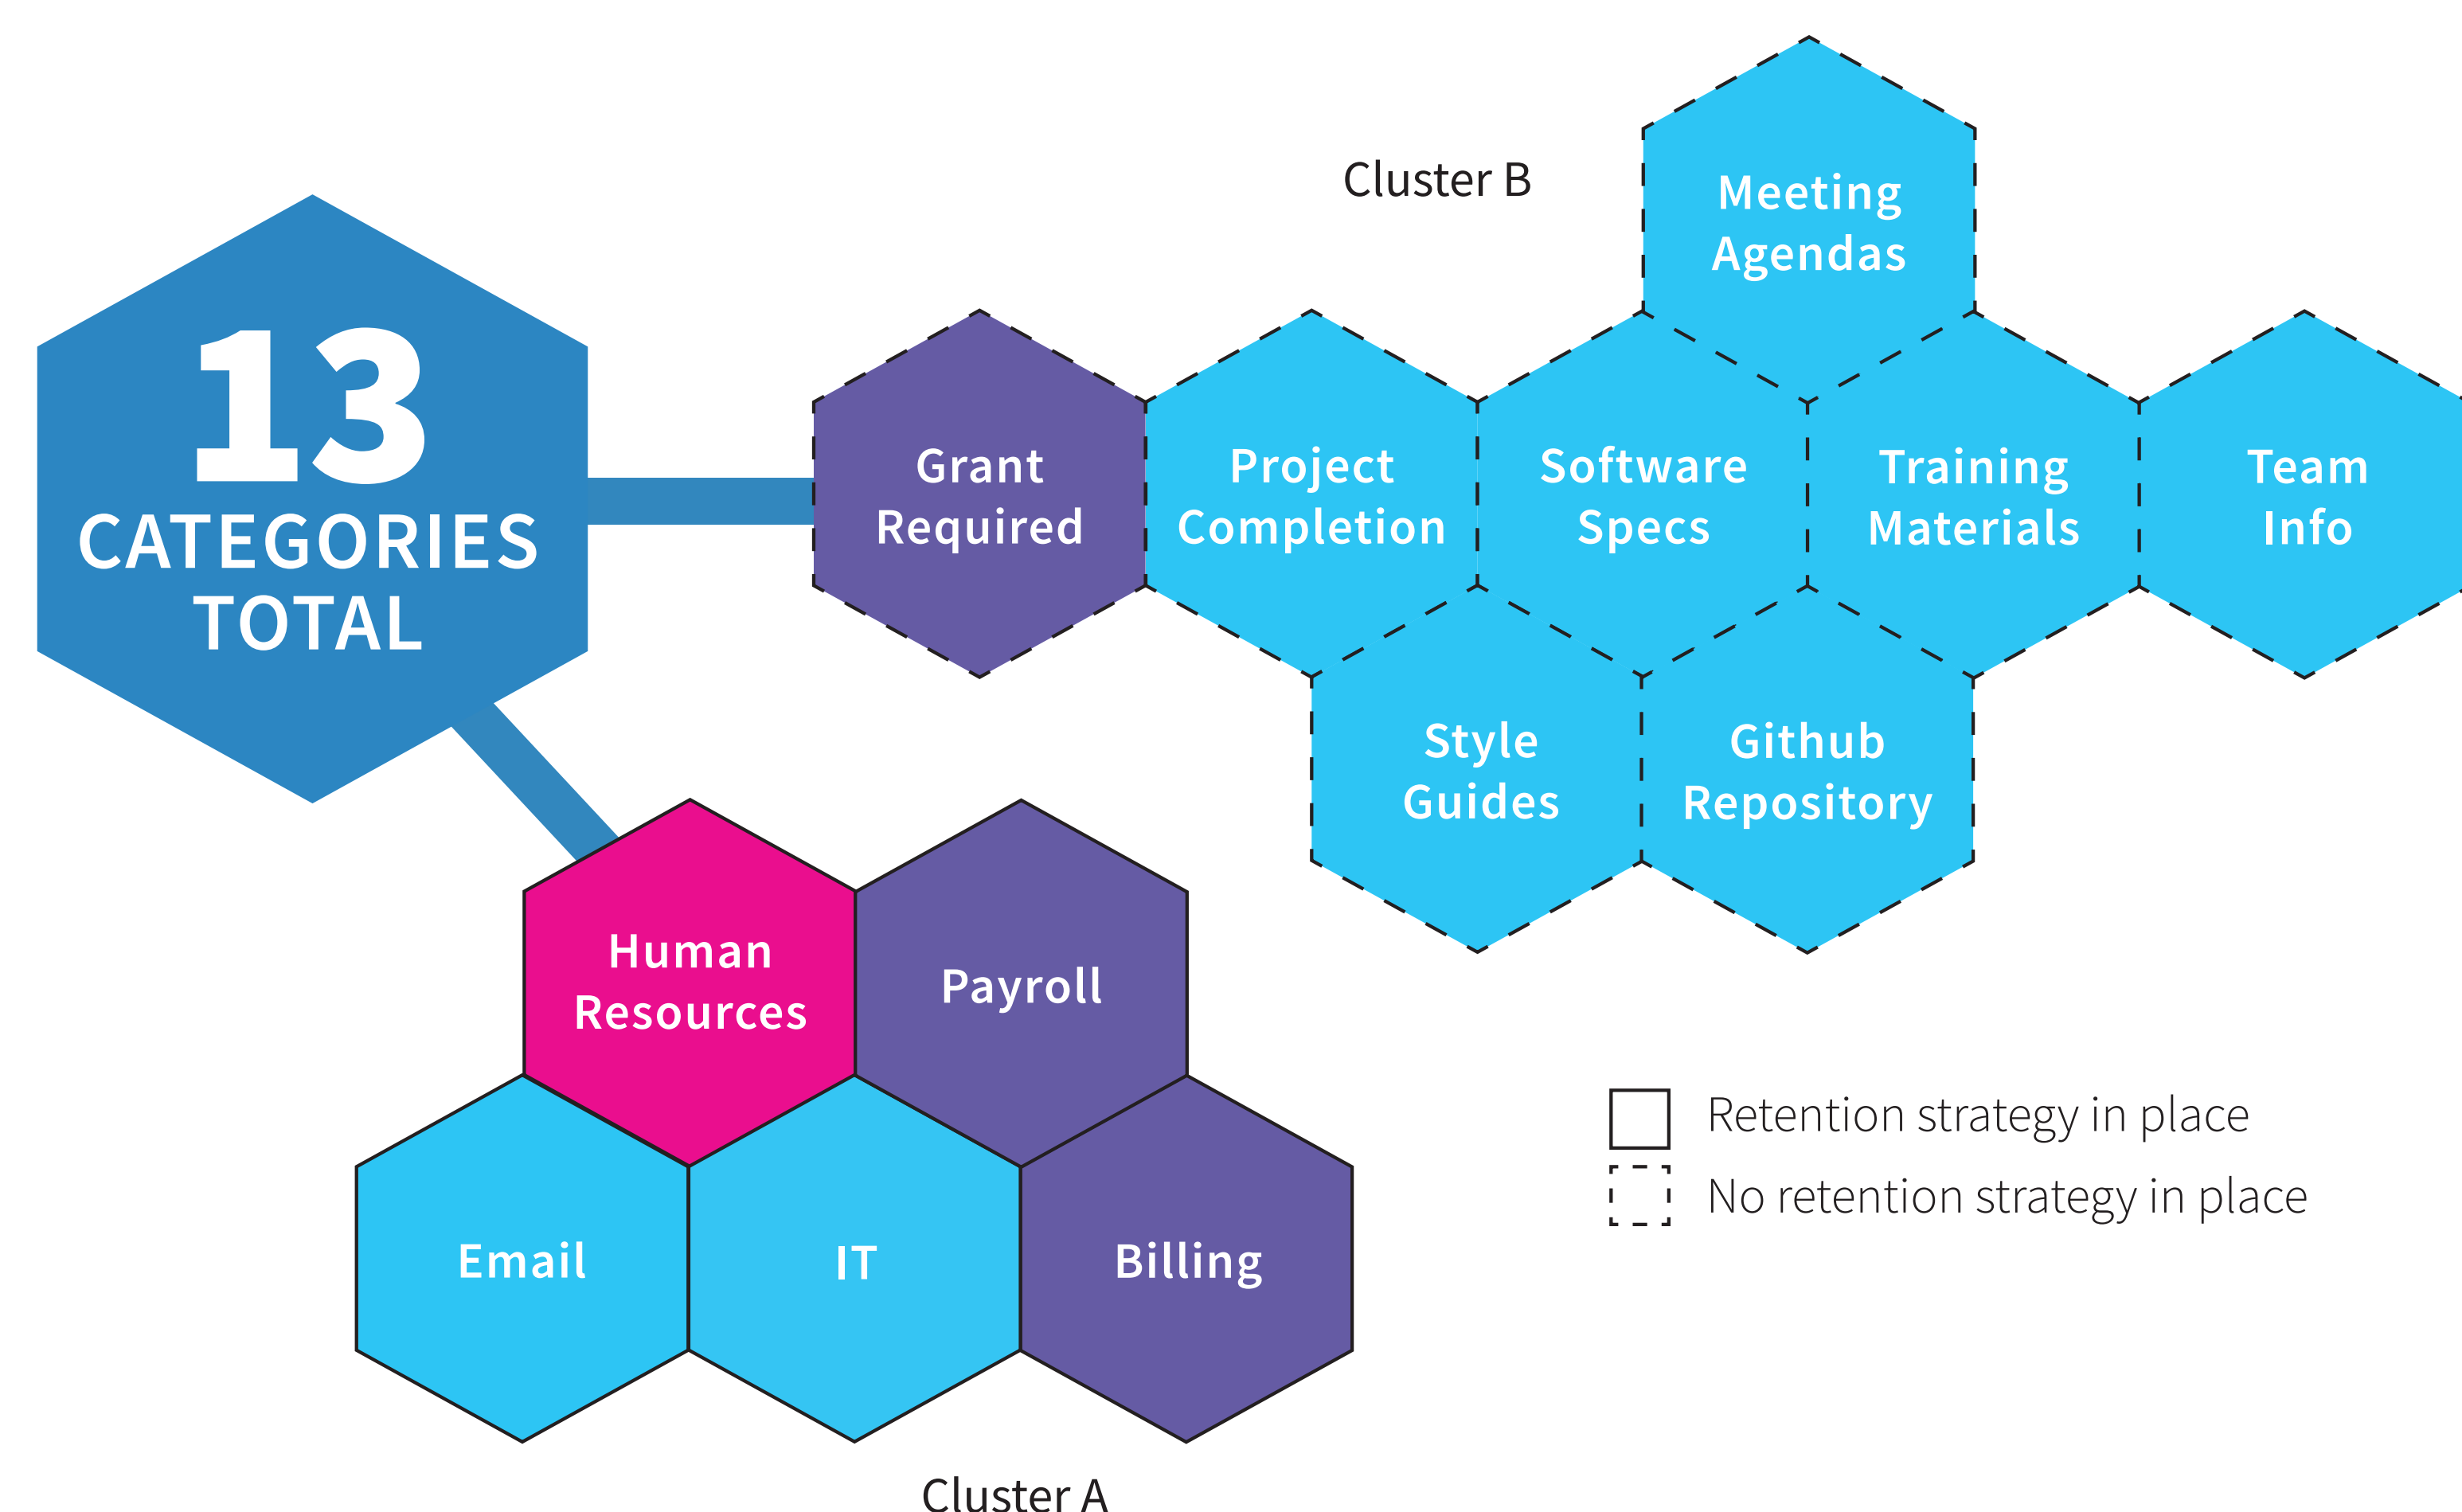 13
CATEGORIES
TOTAL
Cluster B
Meeting
Agendas
Grant
Required
Project
Completion
Software
Specs
Training
Materials
Team
Info
Style
Guides
Github
Repository
Human
Resources
Payroll
Email
IT
Billing
Cluster A
Retention strategy in place
No retention strategy in place